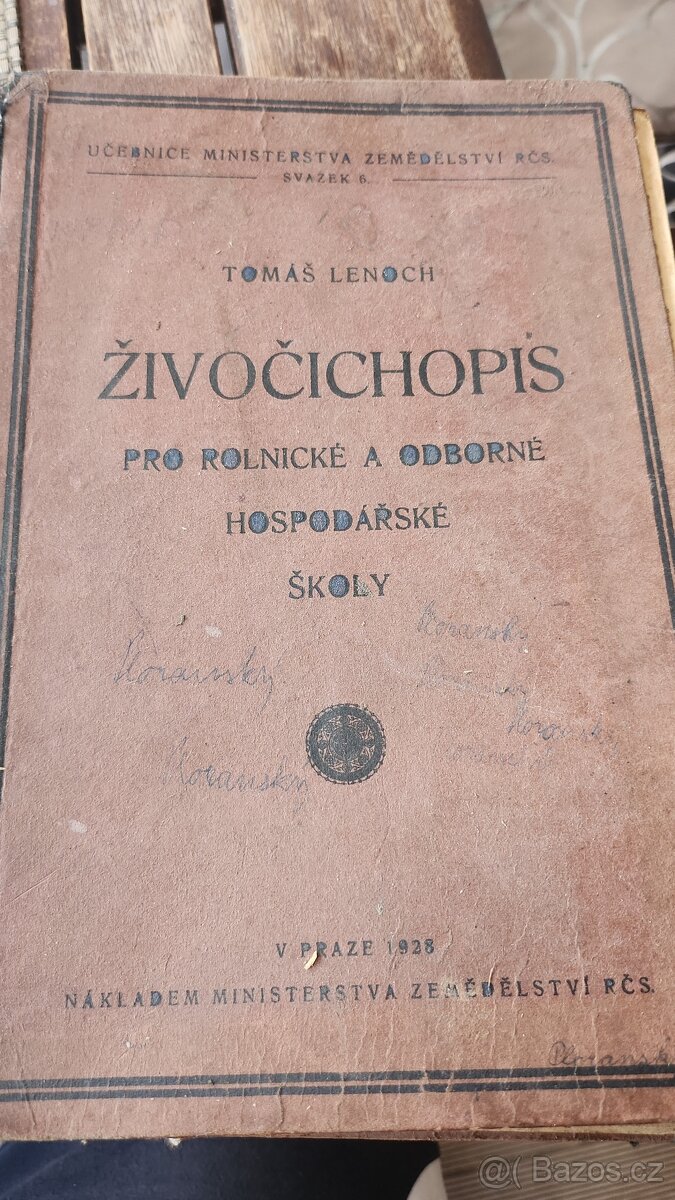 UČEBNICE MINISTERSTVA ZEMĚDĚLSTVÍ RČS.
SVAZEK 6.
TOMÁŠ LENOCH
ŽIVOČICHOPIS
PRO ROLNICKÉ A ODBORNÉ
HOSPODÁŘSKÉ
ŠKOLY
V PRAZE 1928
NÁKLADEM MINISTERSTVA ZEMĚDĚLSTVÍ RČS.
Bazos.cz